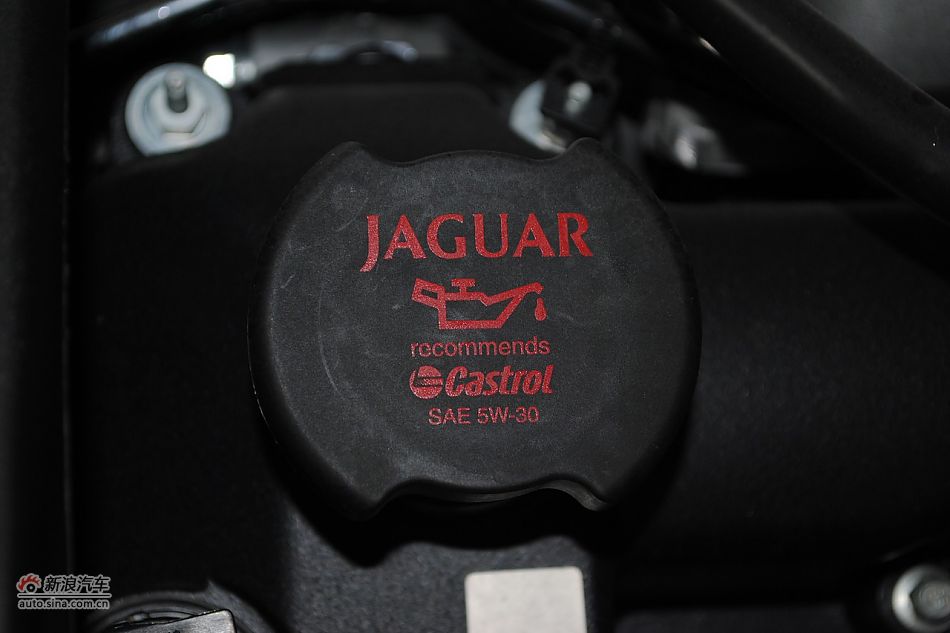 JAGUAR
recommends
Castrol
SAE 5W-30
新浪汽车
auto.sina.com.cn